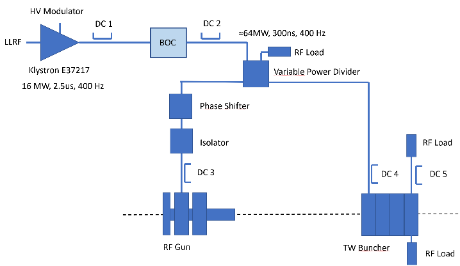 HV Modulator
DC 1
DC 2
LLRF
BOC
≈64MW, 300ns, 400 Hz
RF Load
Klystron E37217
Variable Power Divider
16 MW, 2.5us, 400 Hz
Phase Shifter
Isolator
RF Load
DC 3
DC 4
DC 5
RF Gun
TW Buncher
RF Load